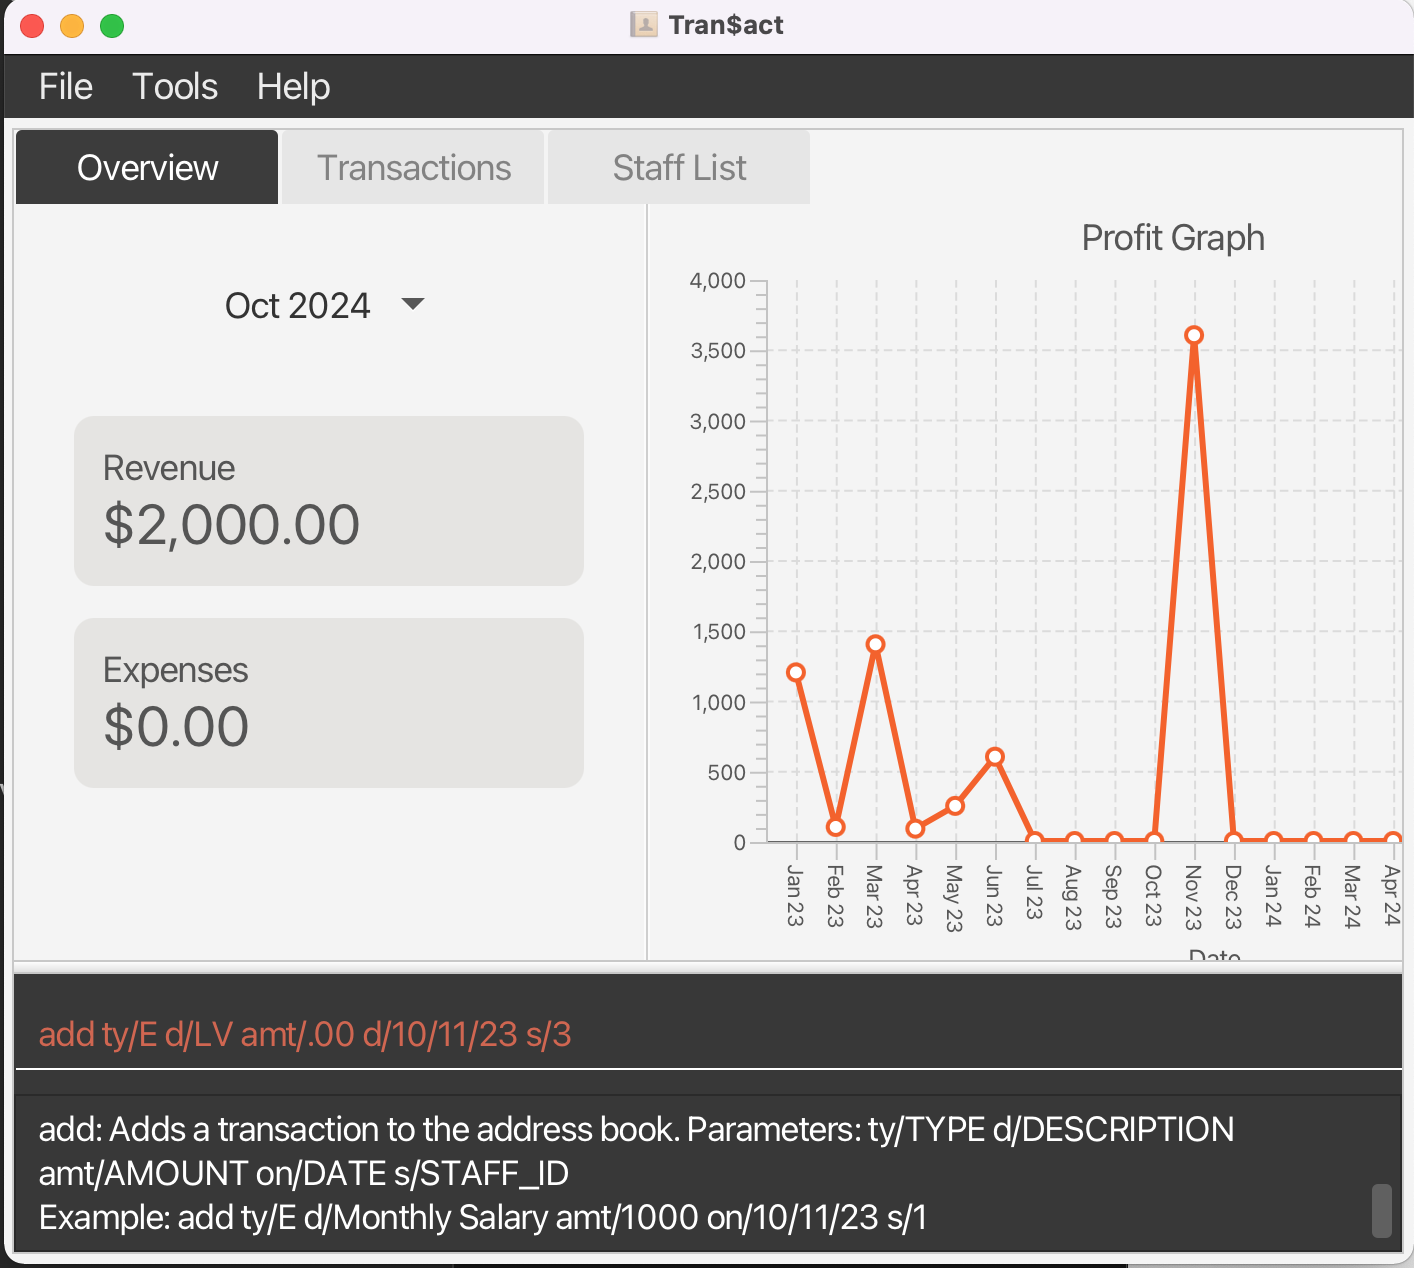 Tran$act
File Tools Help
Overview Transactions Staff List
Oct 2024
Revenue
$2,000.00
Expenses
$0.00
Profit Graph
4,000
3,500
3,000
2,500
2,000
1,500
1,000
500
0
Jan 23 Feb 23 Mar 23 Apr 23 May 23 Jun 23 Jul 23 Aug 23 Sep 23 Oct 23 Nov 23 Dec 23 Jan 24 Feb 24 Mar 24 Apr 24
Date
add ty/E d/LV amt/.00 d/10/11/23 s/3
add: Adds a transaction to the address book. Parameters: ty/TYPE d/DESCRIPTION
amt/AMOUNT on/DATE s/STAFF_ID
Example: add ty/E d/Monthly Salary amt/1000 on/10/11/23 s/1